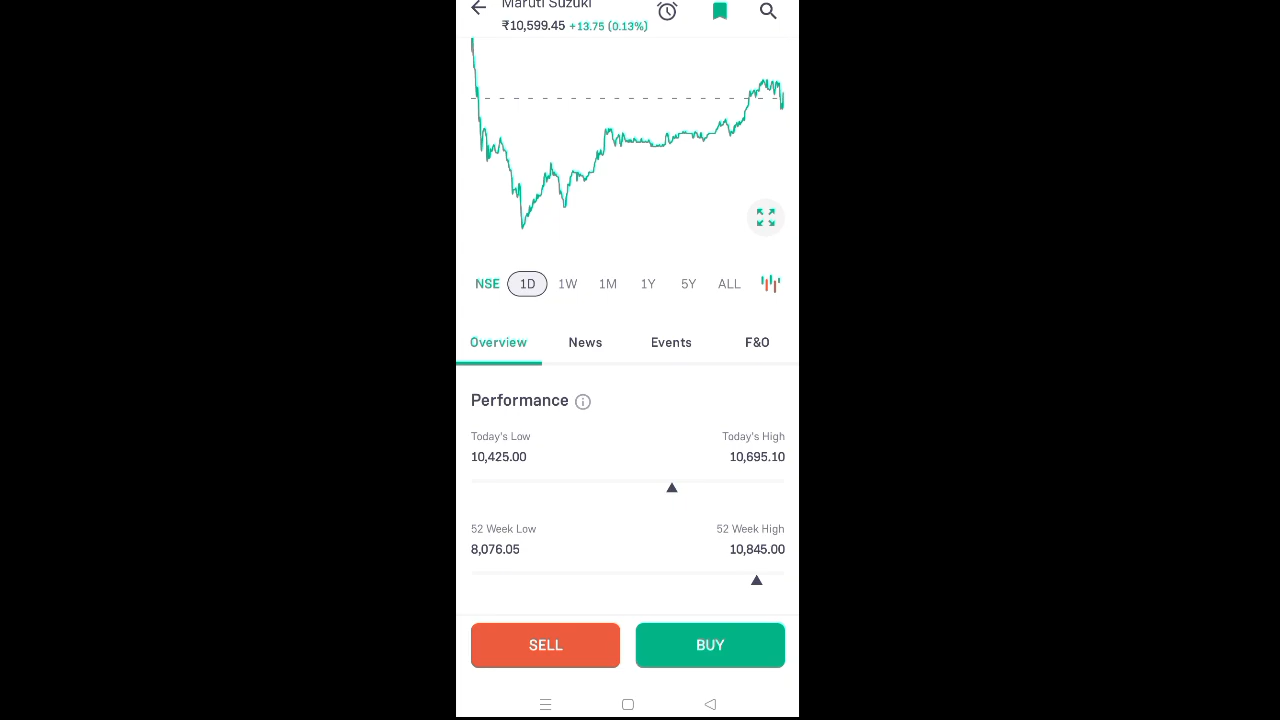 Maruti Suzuki
₹10,599.45 +13.75 (0.13%)
NSE 1D 1W 1M 1Y 5Y ALL
Overview News Events F&O
Performance
Today's Low Today's High
10,425.00 10,695.10
52 Week Low 52 Week High
8,076.05 10,845.00
SELL BUY